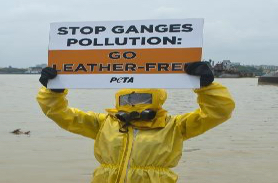 STOP GANGES
POLLUTION:
GO
LEATHER-FREE
PETA